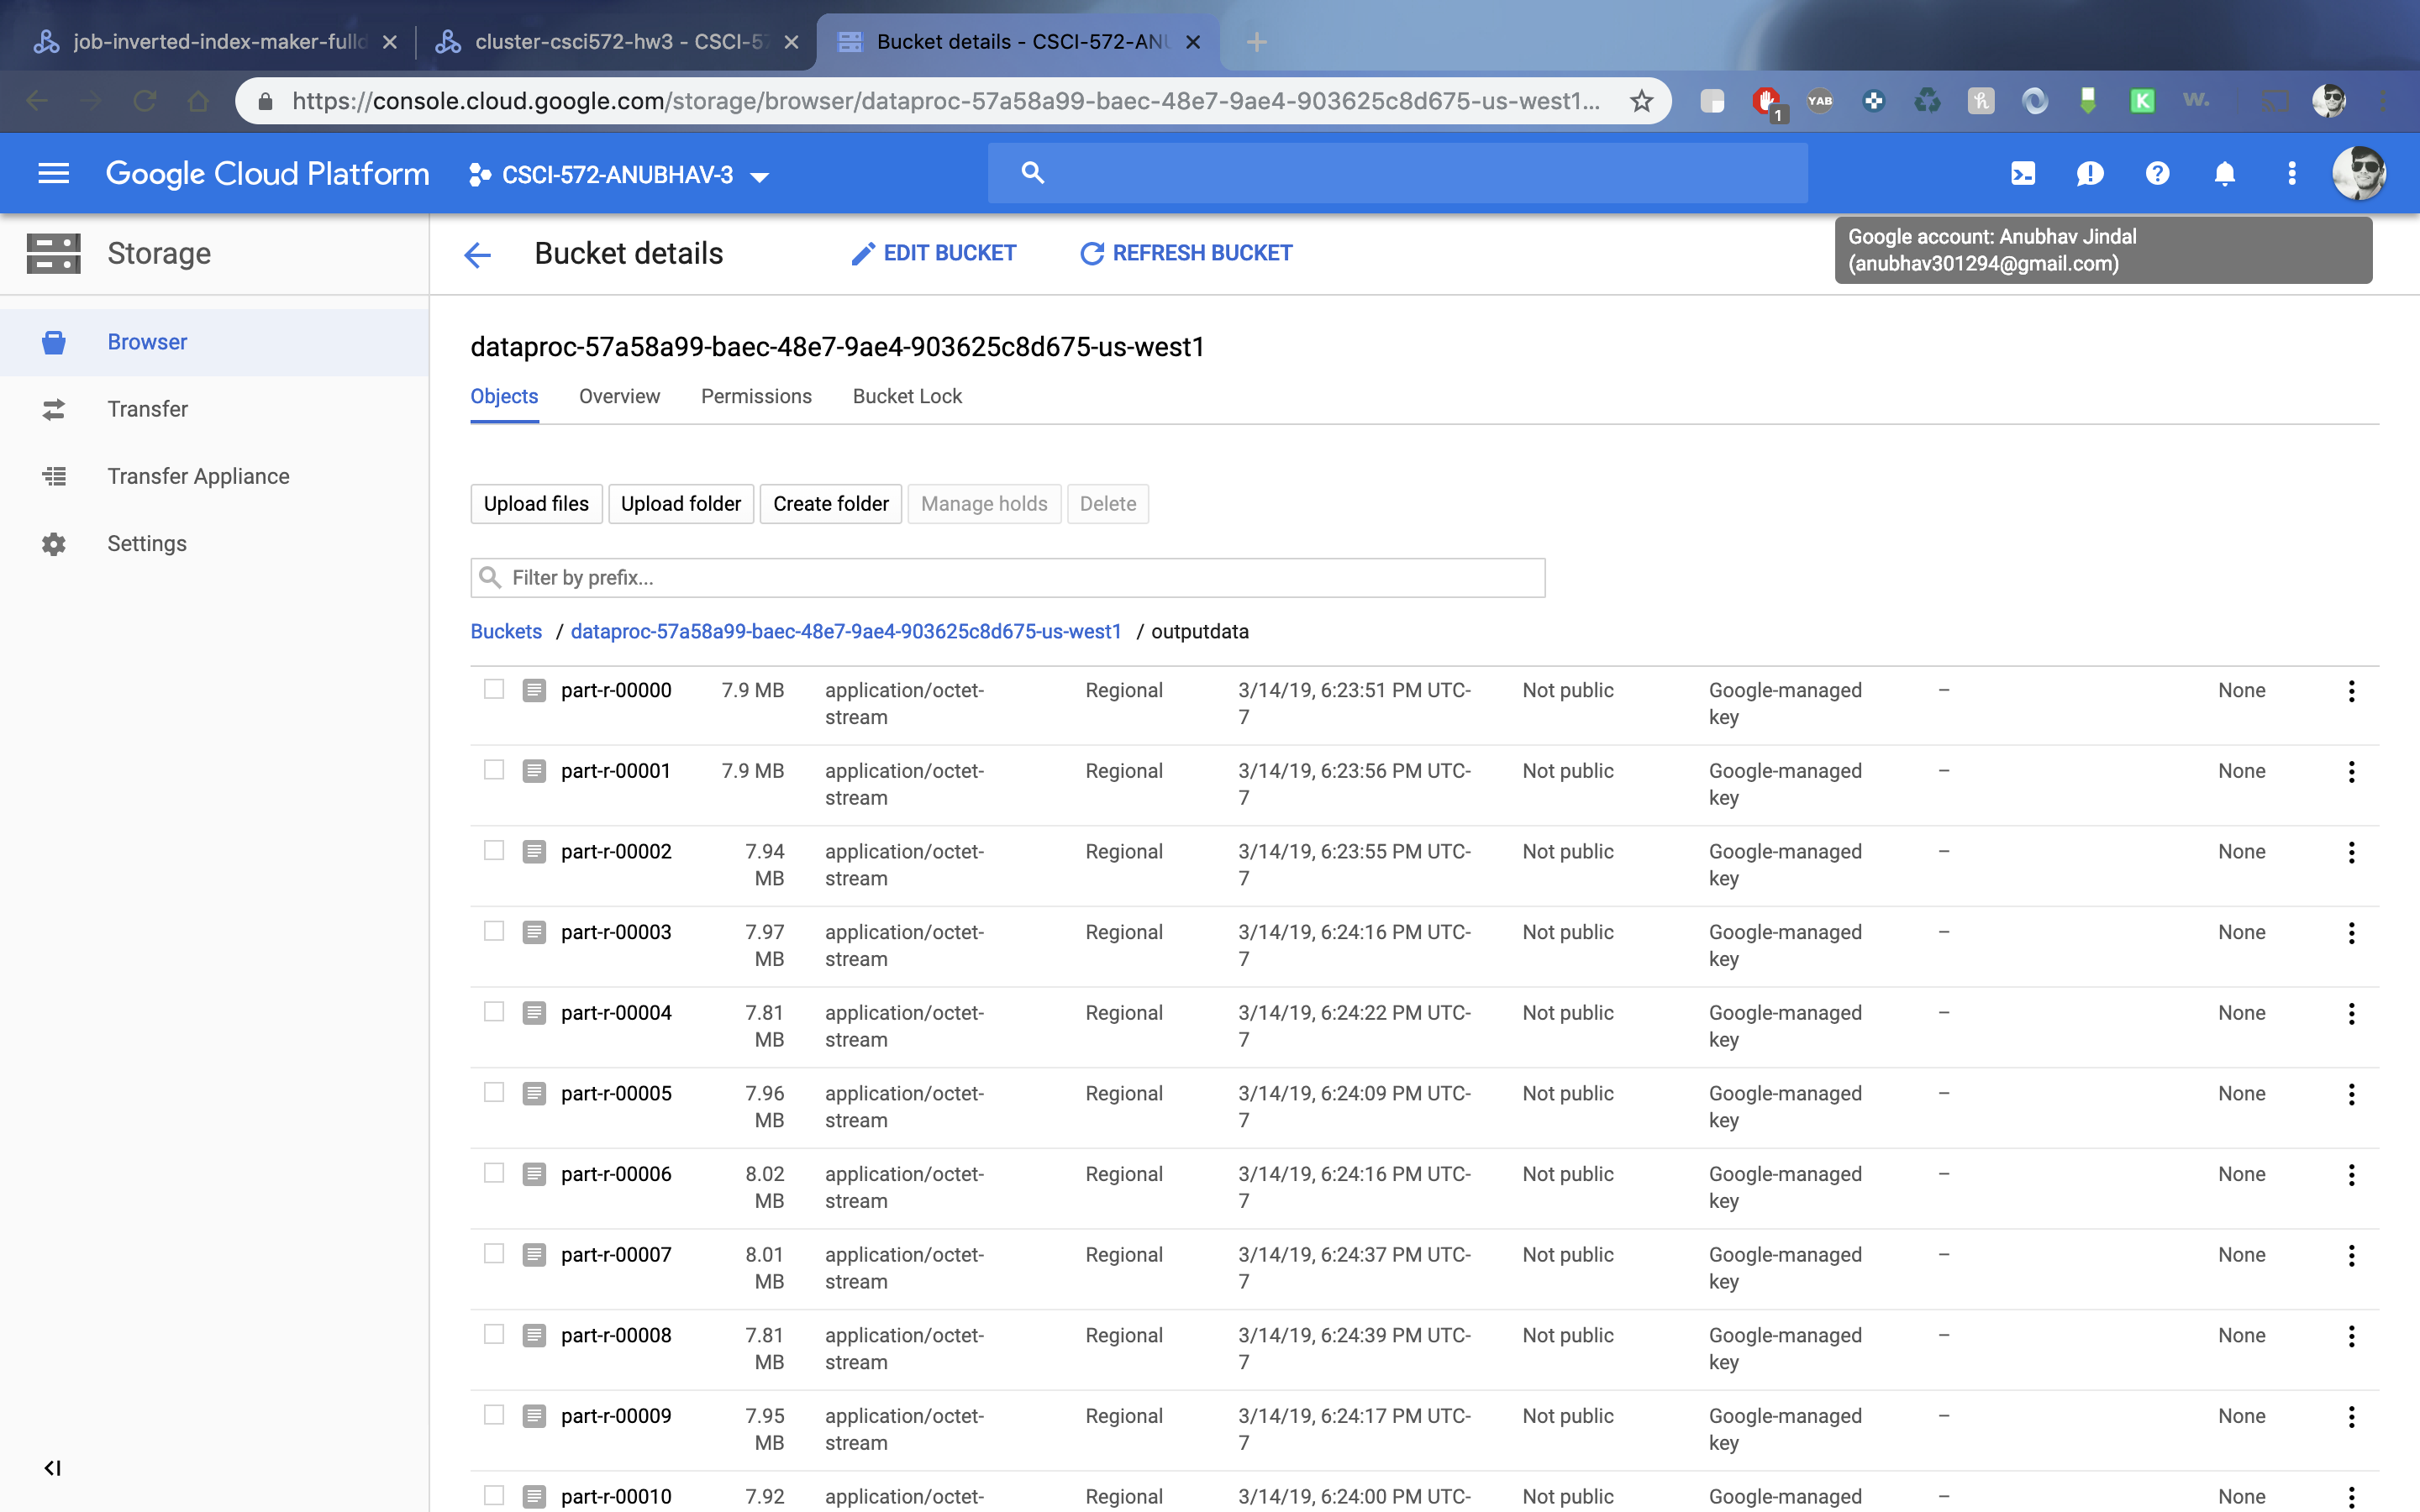 job-inverted-index-maker-fulld
cluster-csci572-hw3 - CSCI-57
Bucket details - CSCI-572-ANU
https://console.cloud.google.com/storage/browser/dataproc-57a58a99-baec-48e7-9ae4-903625c8d675-us-west1...
1
YAB
h
K
w.
Google Cloud Platform
CSCI-572-ANUBHAV-3
Storage
Bucket details
EDIT BUCKET
REFRESH BUCKET
Google account: Anubhav Jindal
(anubhav301294@gmail.com)
Browser
Transfer
Transfer Appliance
Settings
dataproc-57a58a99-baec-48e7-9ae4-903625c8d675-us-west1
Objects Overview Permissions Bucket Lock
Upload files Upload folder Create folder Manage holds Delete
Filter by prefix...
Buckets / dataproc-57a58a99-baec-48e7-9ae4-903625c8d675-us-west1 / outputdata
part-r-00000 7.9 MB application/octet- Regional 3/14/19, 6:23:51 PM UTC- Not public Google-managed – None
stream 7 key
part-r-00001 7.9 MB application/octet- Regional 3/14/19, 6:23:56 PM UTC- Not public Google-managed – None
stream 7 key
part-r-00002 7.94 application/octet- Regional 3/14/19, 6:23:55 PM UTC- Not public Google-managed – None
MB stream 7 key
part-r-00003 7.97 application/octet- Regional 3/14/19, 6:24:16 PM UTC- Not public Google-managed – None
MB stream 7 key
part-r-00004 7.81 application/octet- Regional 3/14/19, 6:24:22 PM UTC- Not public Google-managed – None
MB stream 7 key
part-r-00005 7.96 application/octet- Regional 3/14/19, 6:24:09 PM UTC- Not public Google-managed – None
MB stream 7 key
part-r-00006 8.02 application/octet- Regional 3/14/19, 6:24:16 PM UTC- Not public Google-managed – None
MB stream 7 key
part-r-00007 8.01 application/octet- Regional 3/14/19, 6:24:37 PM UTC- Not public Google-managed – None
MB stream 7 key
part-r-00008 7.81 application/octet- Regional 3/14/19, 6:24:39 PM UTC- Not public Google-managed – None
MB stream 7 key
part-r-00009 7.95 application/octet- Regional 3/14/19, 6:24:17 PM UTC- Not public Google-managed – None
MB stream 7 key
part-r-00010 7.92 application/octet- Regional 3/14/19, 6:24:00 PM UTC- Not public Google-managed – None